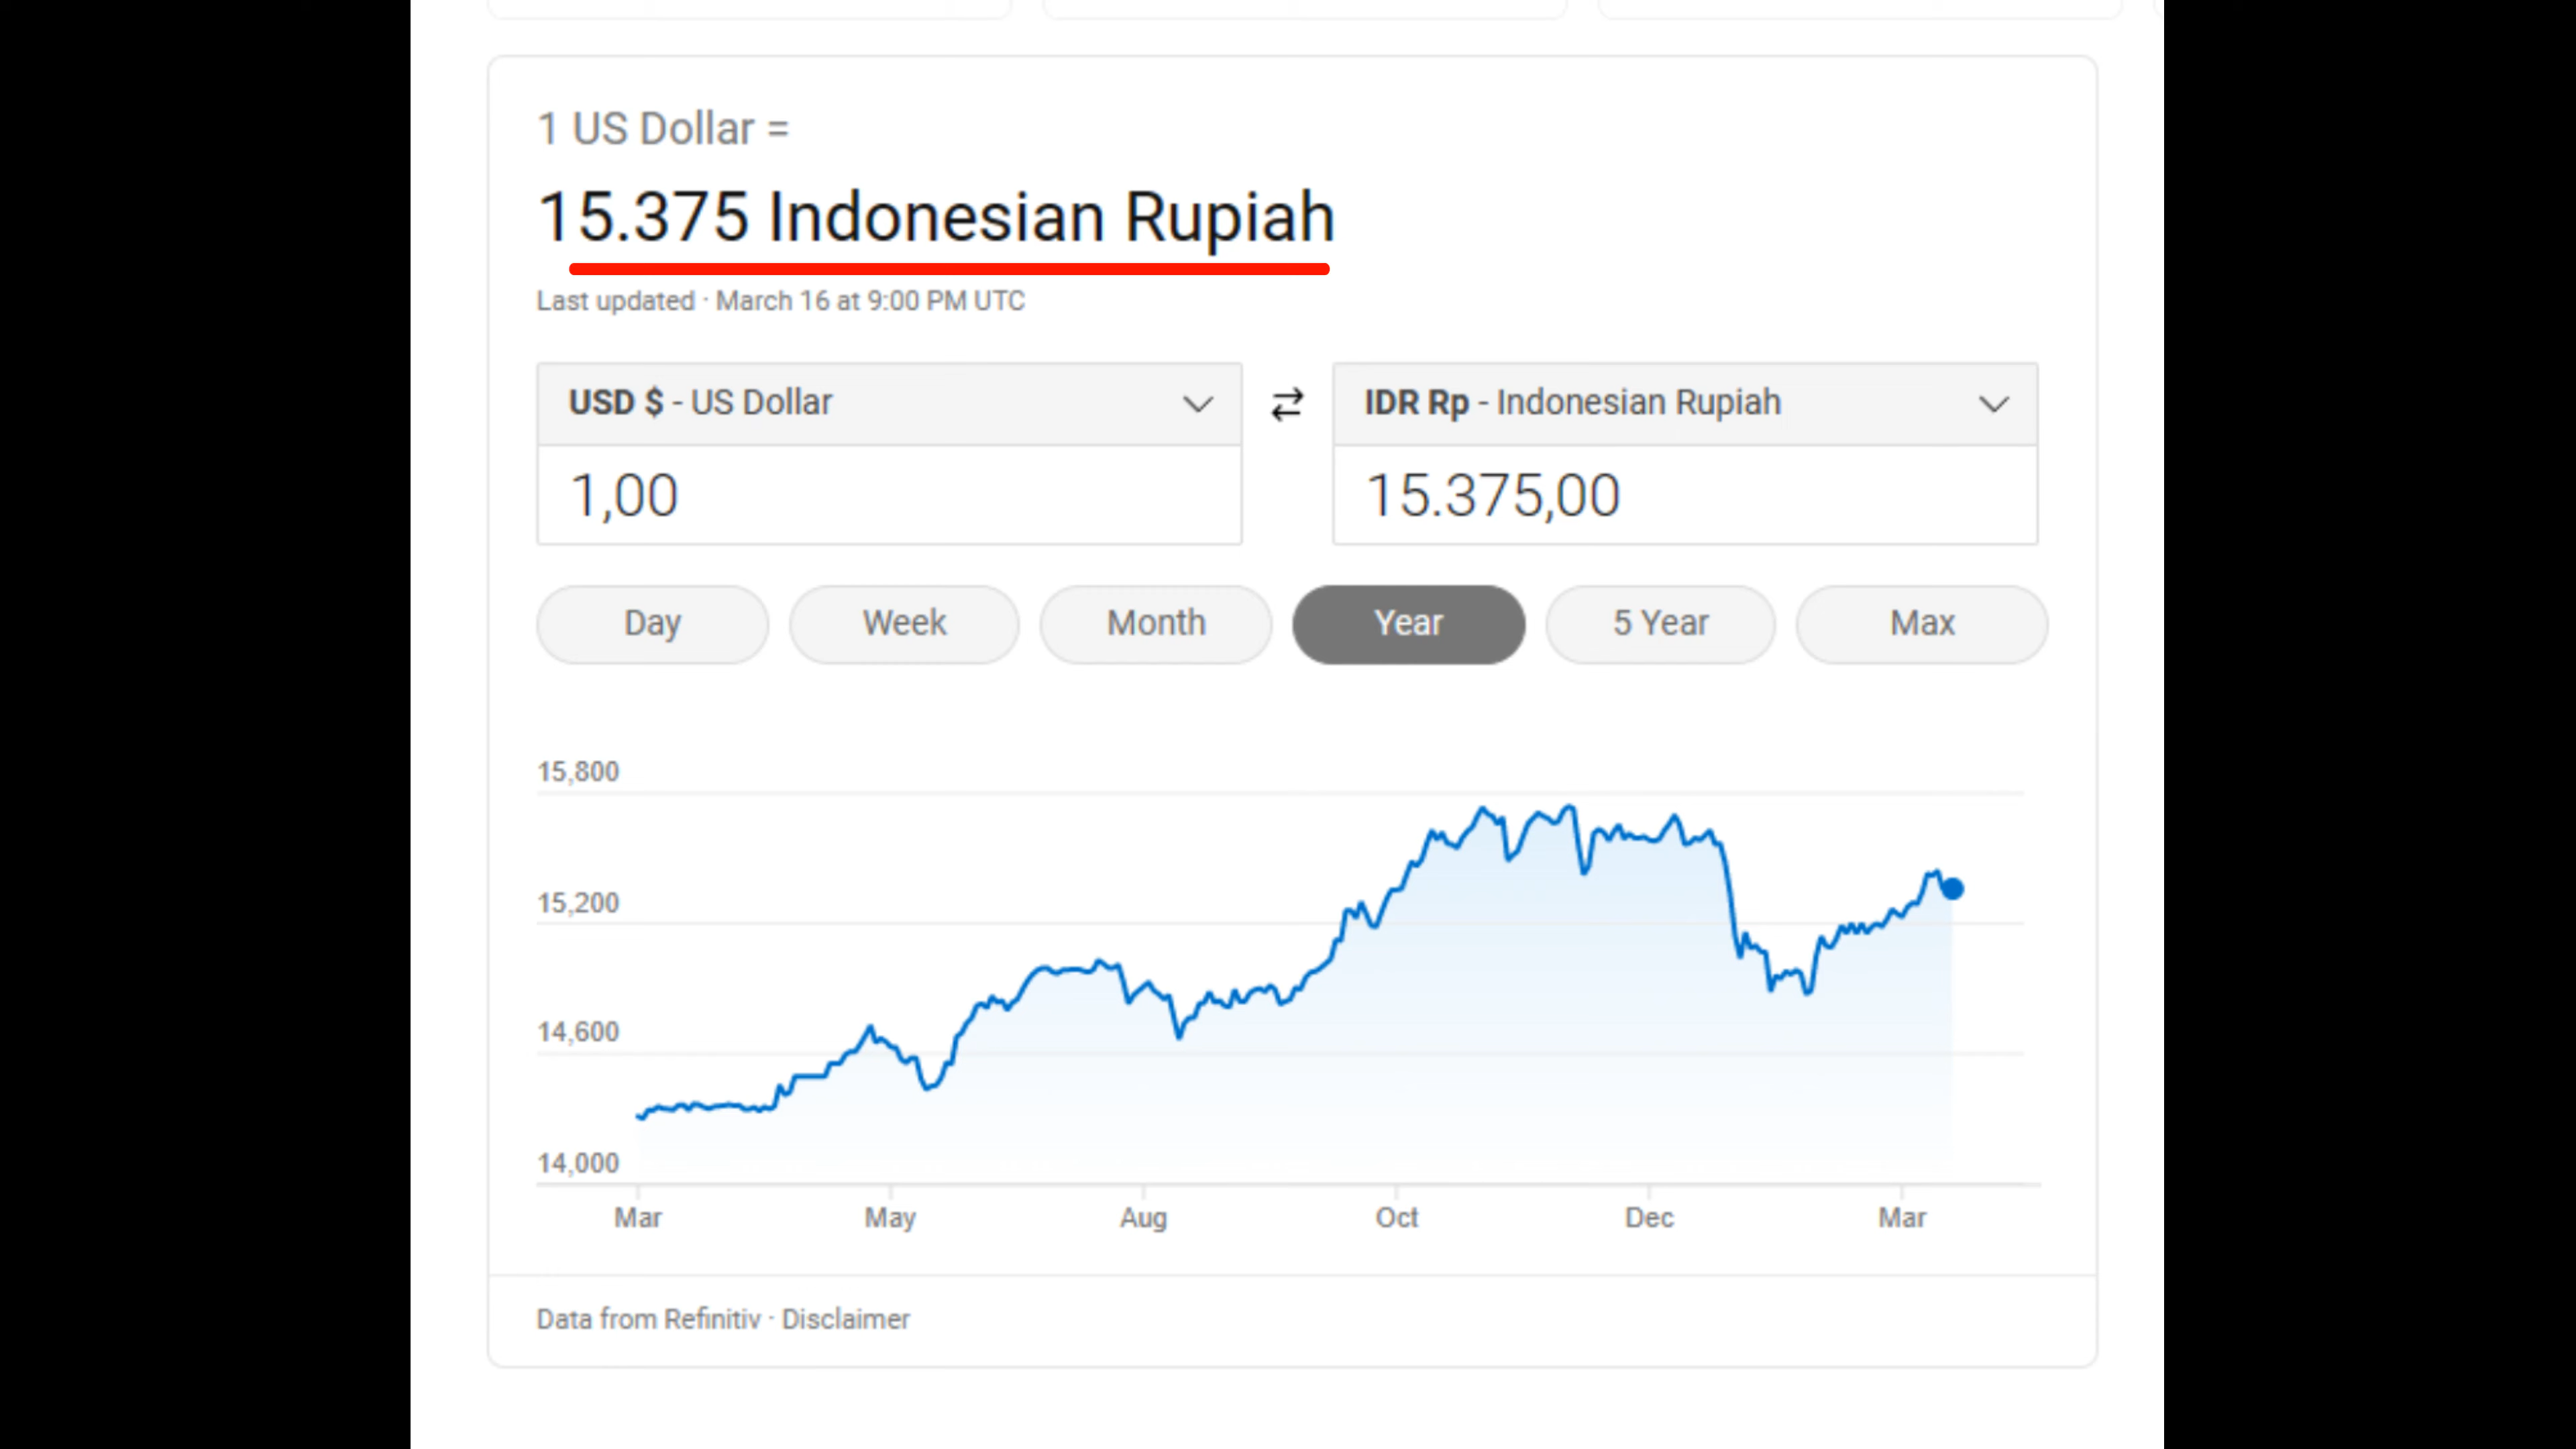 1 US Dollar =
15.375 Indonesian Rupiah
Last updated · March 16 at 9:00 PM UTC
USD $ - US Dollar
IDR Rp - Indonesian Rupiah
1,00
15.375,00
Day Week Month Year 5 Year Max
15,800
15,200
14,600
14,000
Mar May Aug Oct Dec Mar
Data from Refinitiv · Disclaimer